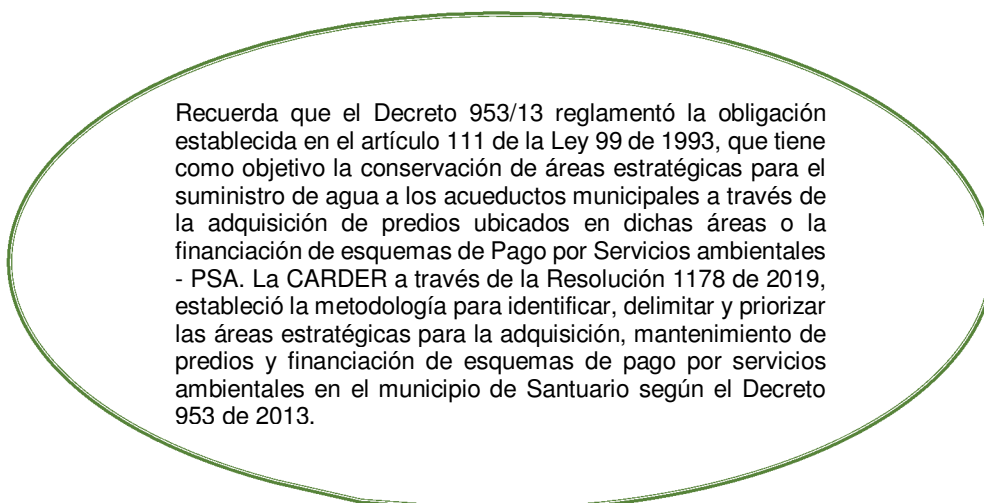 Recuerda que el Decreto 953/13 reglamentó la obligación
establecida en el artículo 111 de la Ley 99 de 1993, que tiene
como objetivo la conservación de áreas estratégicas para el
suministro de agua a los acueductos municipales a través de
la adquisición de predios ubicados en dichas áreas o la
financiación de esquemas de Pago por Servicios ambientales
- PSA. La CARDER a través de la Resolución 1178 de 2019,
estableció la metodología para identificar, delimitar y priorizar
las áreas estratégicas para la adquisición, mantenimiento de
predios y financiación de esquemas de pago por servicios
ambientales en el municipio de Santuario según el Decreto
953 de 2013.